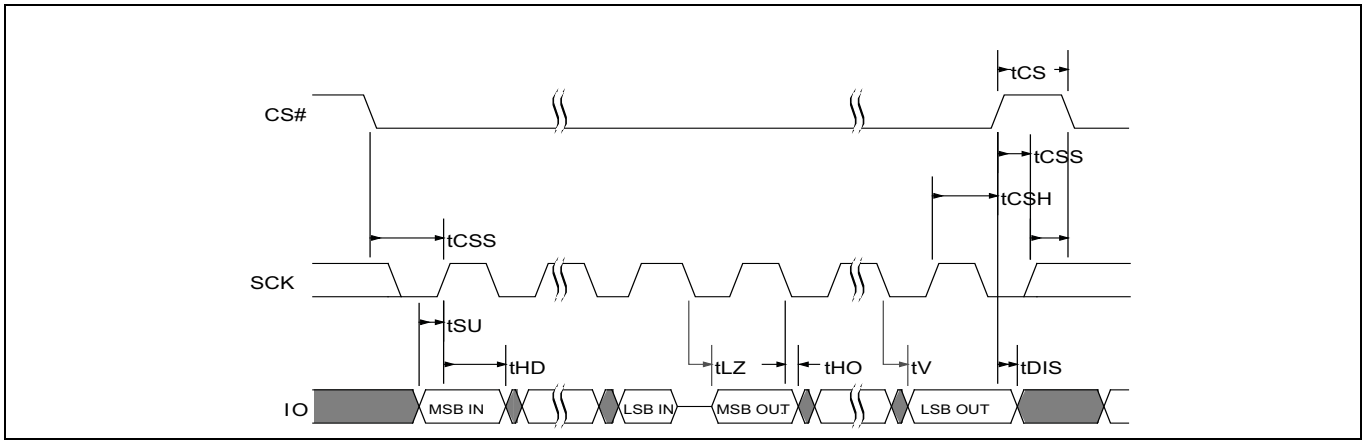 tCS
CS#
tCSS
tCSH
tCSS
SCK
tSU
tHD
tLZ
tHO
tV
tDIS
IO
MSB IN
LSB IN
MSB OUT
LSB OUT